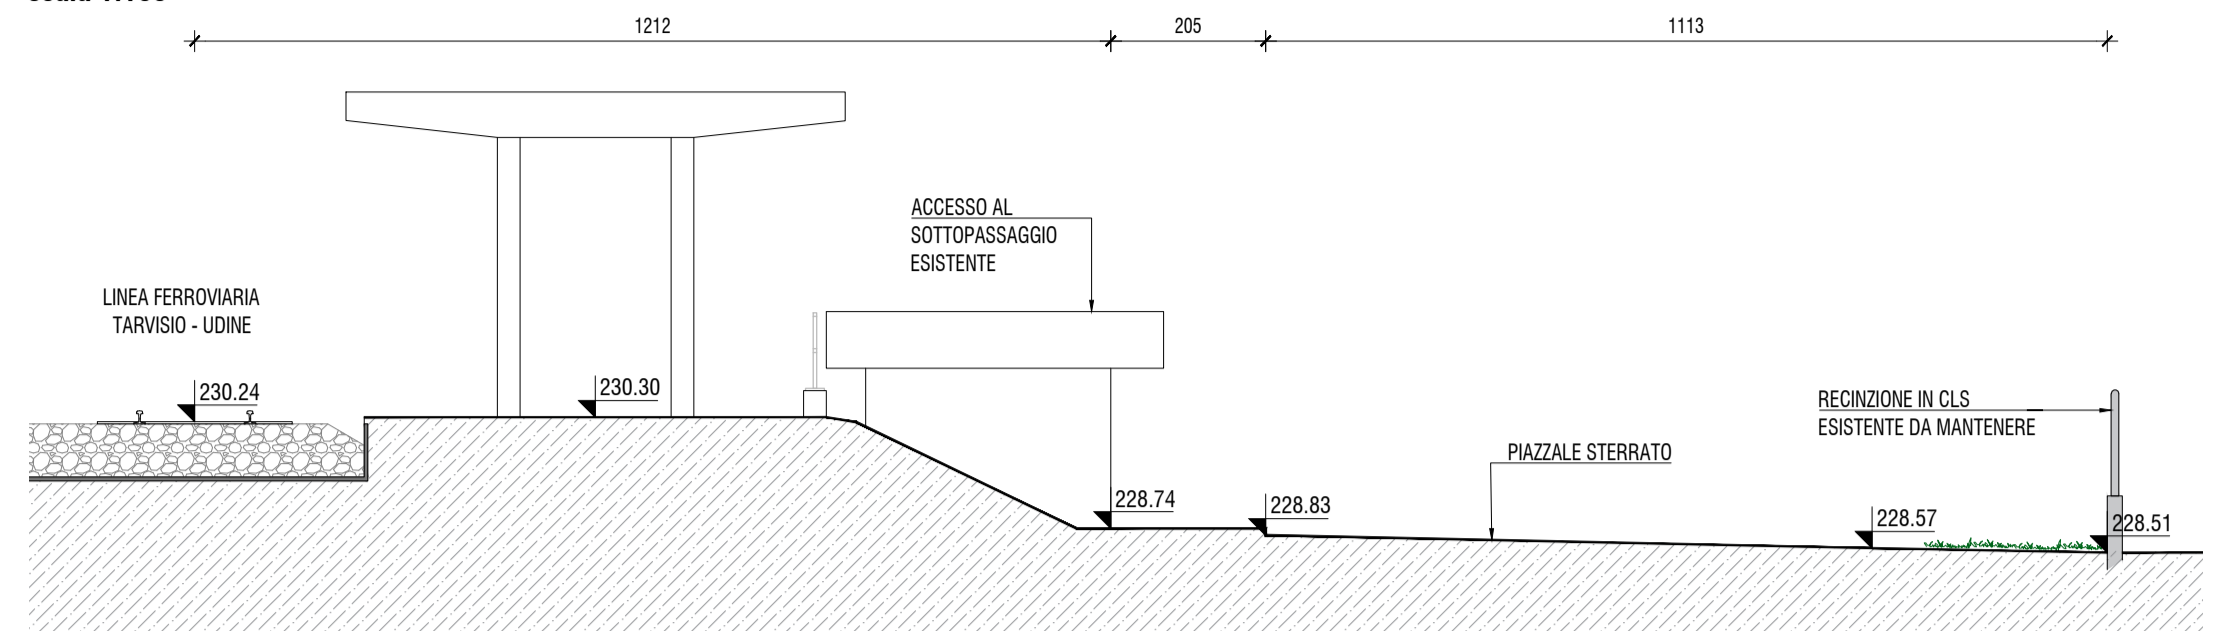 1212
205
1113
ACCESSO AL
SOTTOPASSAGGIO
ESISTENTE
LINEA FERROVIARIA
TARVISIO - UDINE
230.24
230.30
RECINZIONE IN CLS
ESISTENTE DA MANTENERE
PIAZZALE STERRATO
228.74
228.83
228.57
228.51